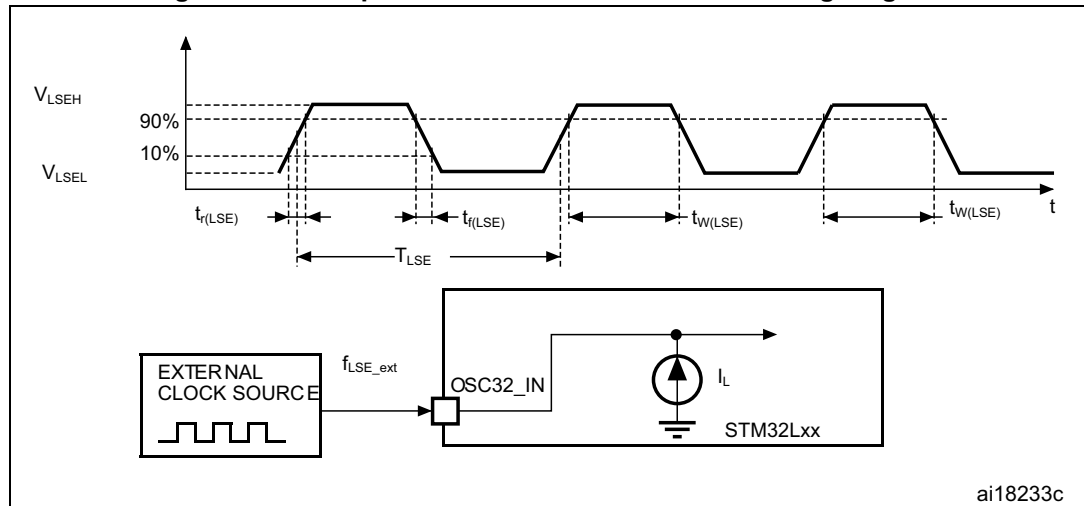 V_LSEH
90%
10%
V_LSEL
t_r(LSE)
t_f(LSE)
t_W(LSE)
t_W(LSE)
t
T_LSE
EXTERNAL
CLOCK SOURCE
f_LSE_ext
OSC32_IN
I_L
STM32Lxx
ai18233c